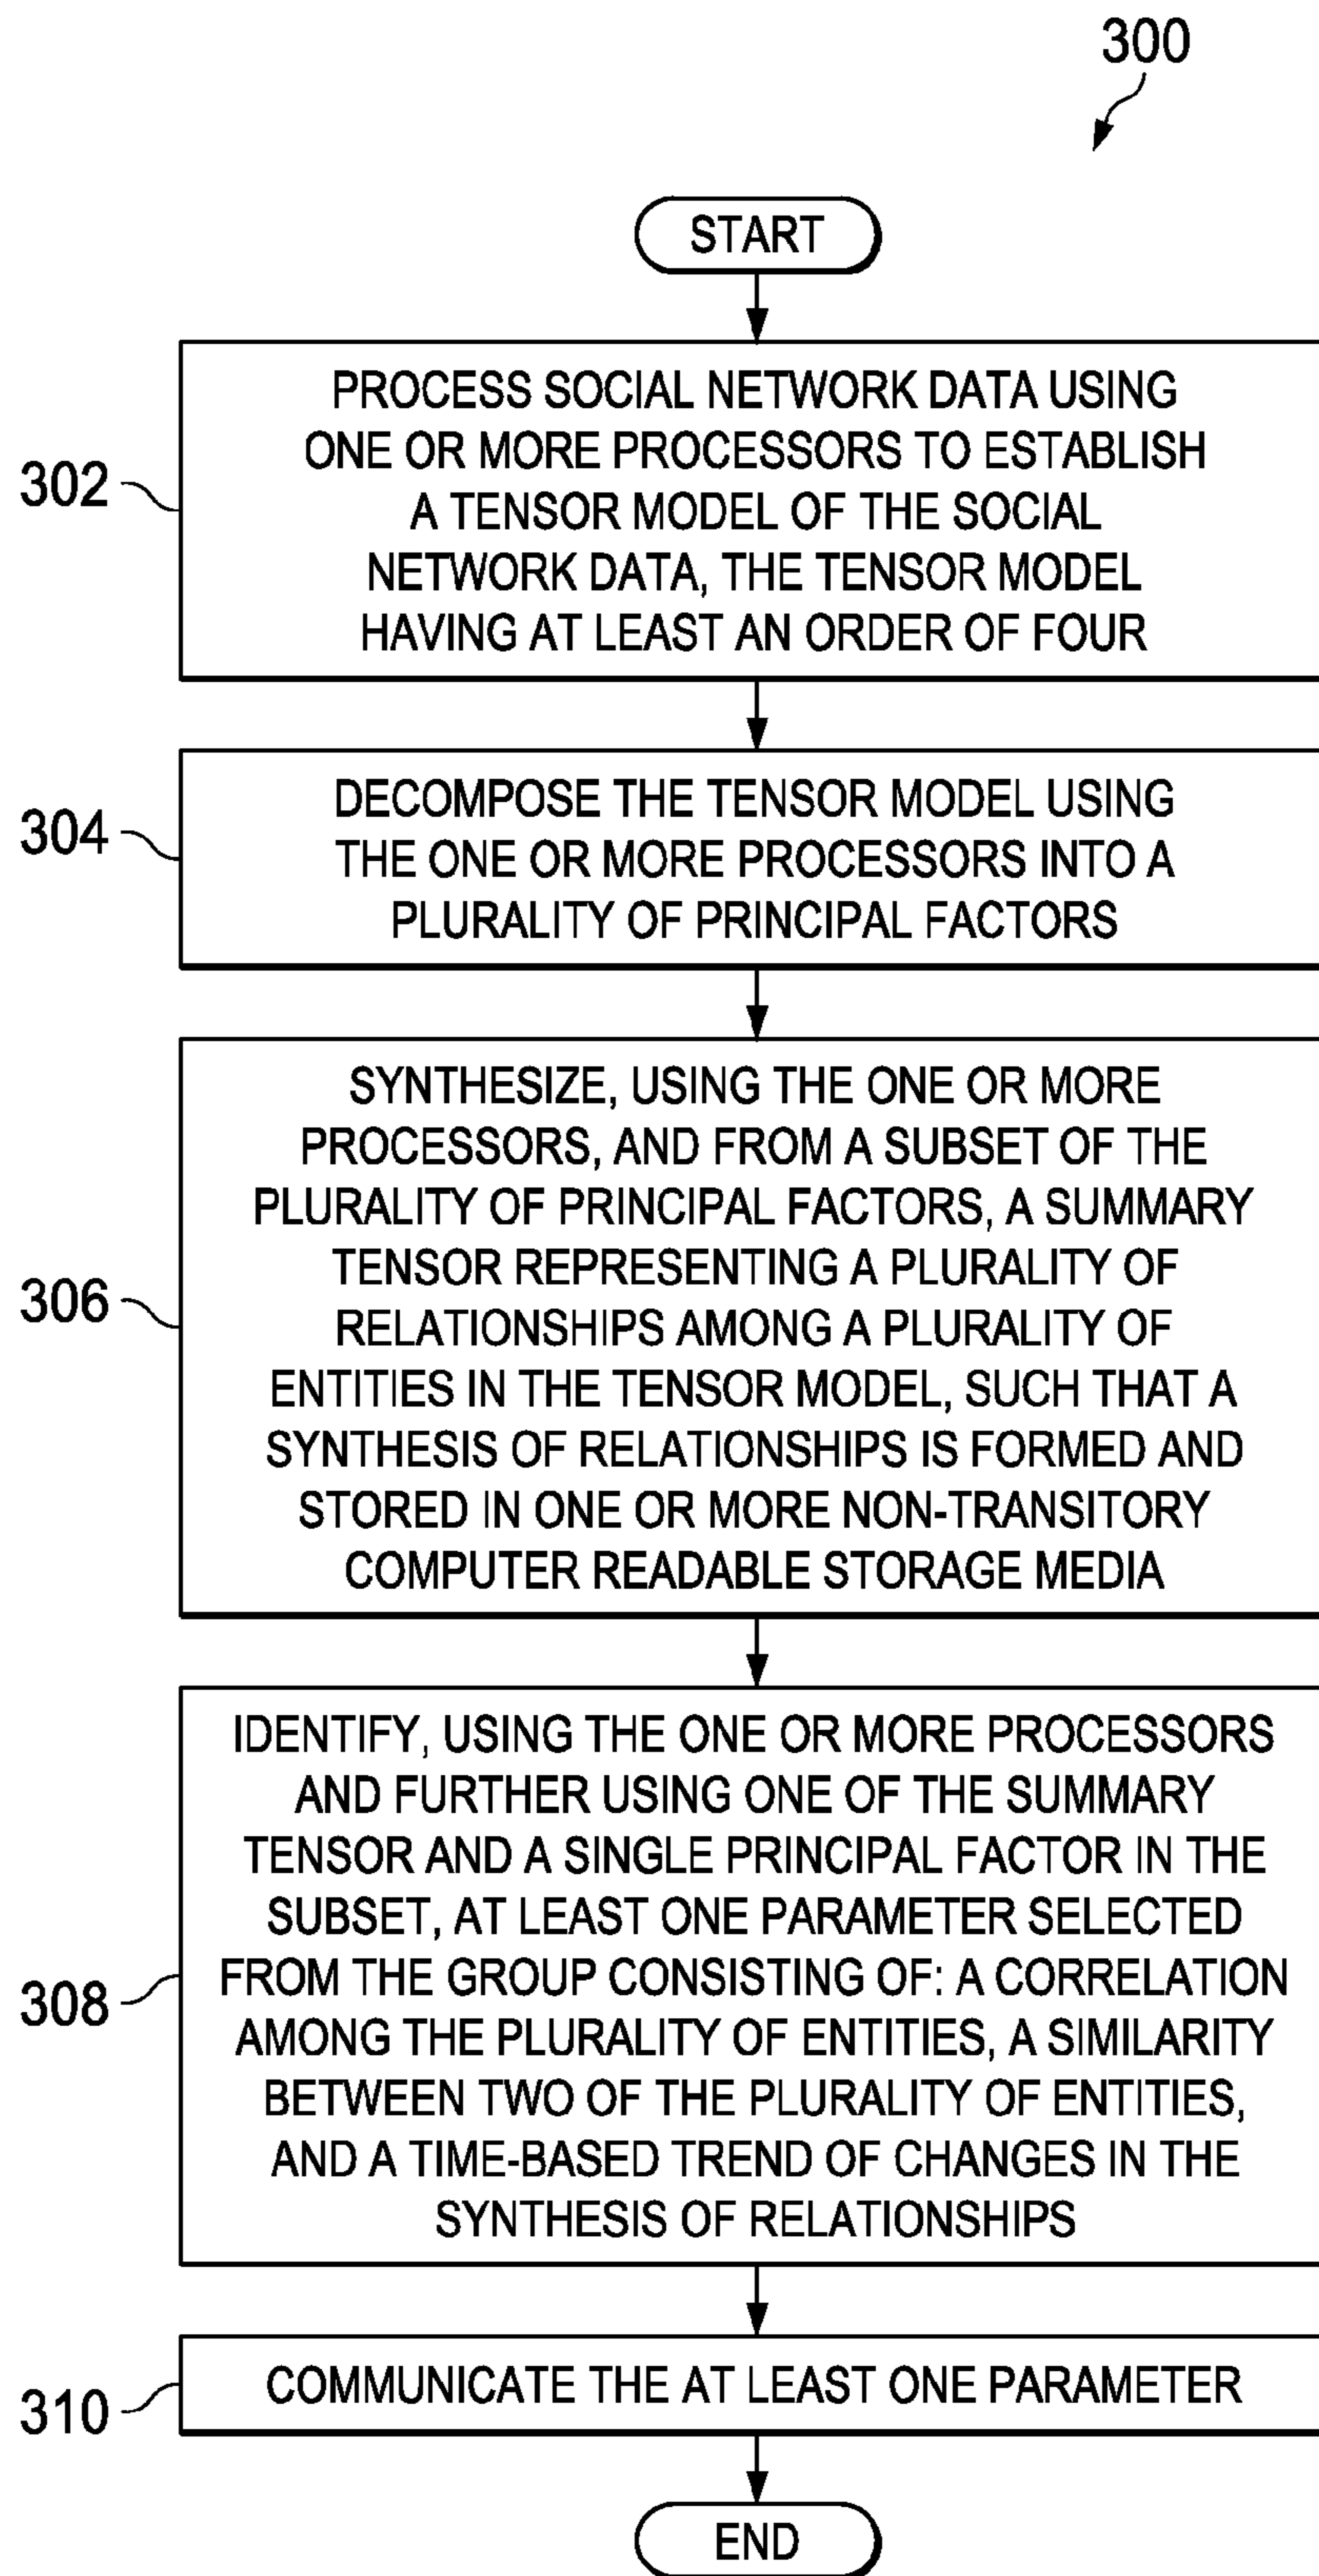 300
START
302
PROCESS SOCIAL NETWORK DATA USING
ONE OR MORE PROCESSORS TO ESTABLISH
A TENSOR MODEL OF THE SOCIAL
NETWORK DATA, THE TENSOR MODEL
HAVING AT LEAST AN ORDER OF FOUR
304
DECOMPOSE THE TENSOR MODEL USING
THE ONE OR MORE PROCESSORS INTO A
PLURALITY OF PRINCIPAL FACTORS
306
SYNTHESIZE, USING THE ONE OR MORE
PROCESSORS, AND FROM A SUBSET OF THE
PLURALITY OF PRINCIPAL FACTORS, A SUMMARY
TENSOR REPRESENTING A PLURALITY OF
RELATIONSHIPS AMONG A PLURALITY OF
ENTITIES IN THE TENSOR MODEL, SUCH THAT A
SYNTHESIS OF RELATIONSHIPS IS FORMED AND
STORED IN ONE OR MORE NON-TRANSITORY
COMPUTER READABLE STORAGE MEDIA
308
IDENTIFY, USING THE ONE OR MORE PROCESSORS
AND FURTHER USING ONE OF THE SUMMARY
TENSOR AND A SINGLE PRINCIPAL FACTOR IN THE
SUBSET, AT LEAST ONE PARAMETER SELECTED
FROM THE GROUP CONSISTING OF: A CORRELATION
AMONG THE PLURALITY OF ENTITIES, A SIMILARITY
BETWEEN TWO OF THE PLURALITY OF ENTITIES,
AND A TIME-BASED TREND OF CHANGES IN THE
SYNTHESIS OF RELATIONSHIPS
310
COMMUNICATE THE AT LEAST ONE PARAMETER
END